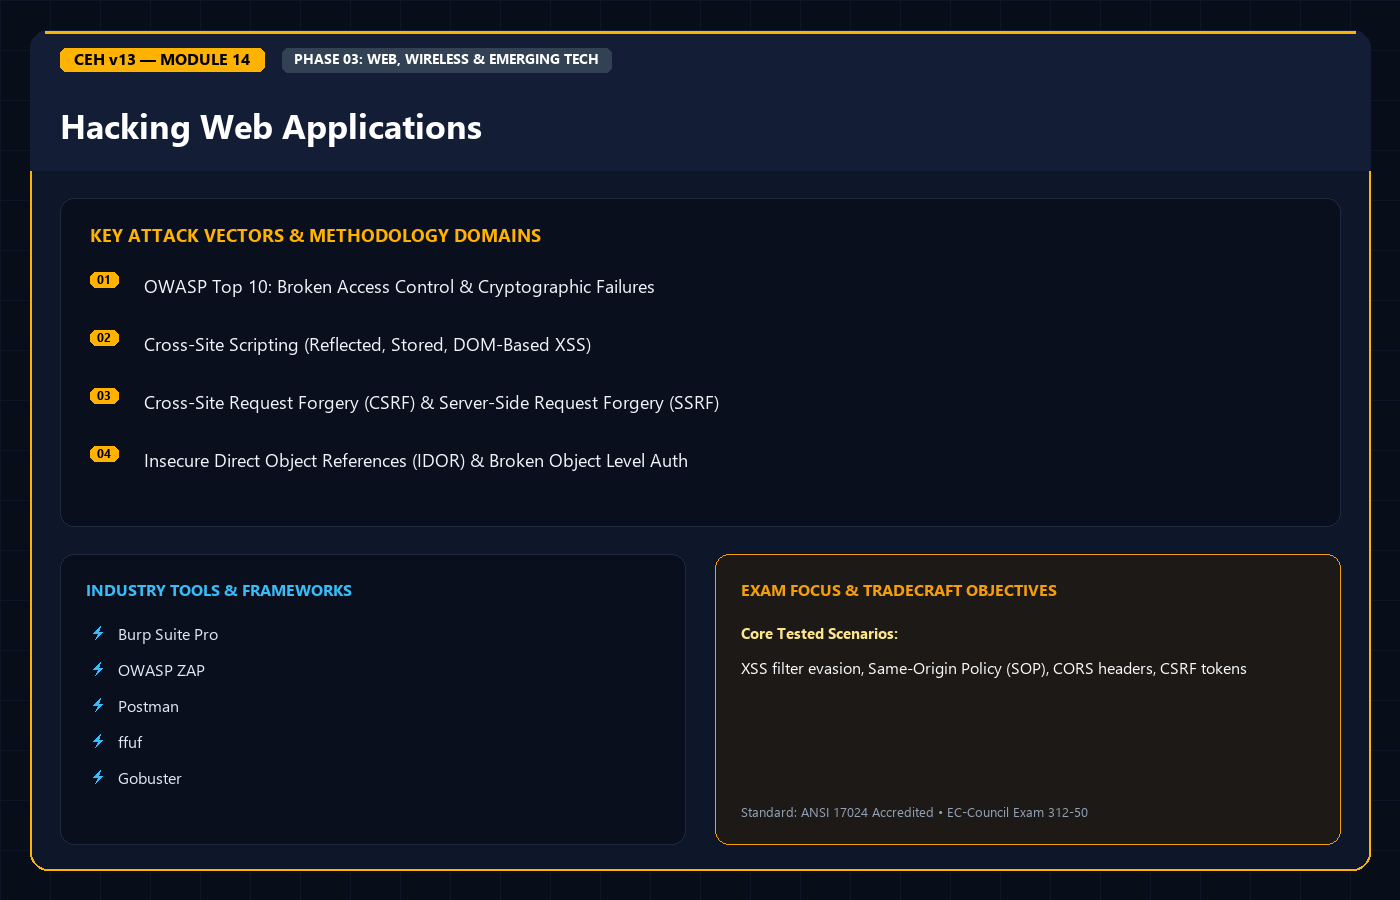 CEH v13 — MODULE 14
PHASE 03: WEB, WIRELESS & EMERGING TECH
Hacking Web Applications
KEY ATTACK VECTORS & METHODOLOGY DOMAINS
01 OWASP Top 10: Broken Access Control & Cryptographic Failures
02 Cross-Site Scripting (Reflected, Stored, DOM-Based XSS)
03 Cross-Site Request Forgery (CSRF) & Server-Side Request Forgery (SSRF)
04 Insecure Direct Object References (IDOR) & Broken Object Level Auth
INDUSTRY TOOLS & FRAMEWORKS
Burp Suite Pro
OWASP ZAP
Postman
ffuf
Gobuster
EXAM FOCUS & TRADECRAFT OBJECTIVES
Core Tested Scenarios:
XSS filter evasion, Same-Origin Policy (SOP), CORS headers, CSRF tokens
Standard: ANSI 17024 Accredited • EC-Council Exam 312-50